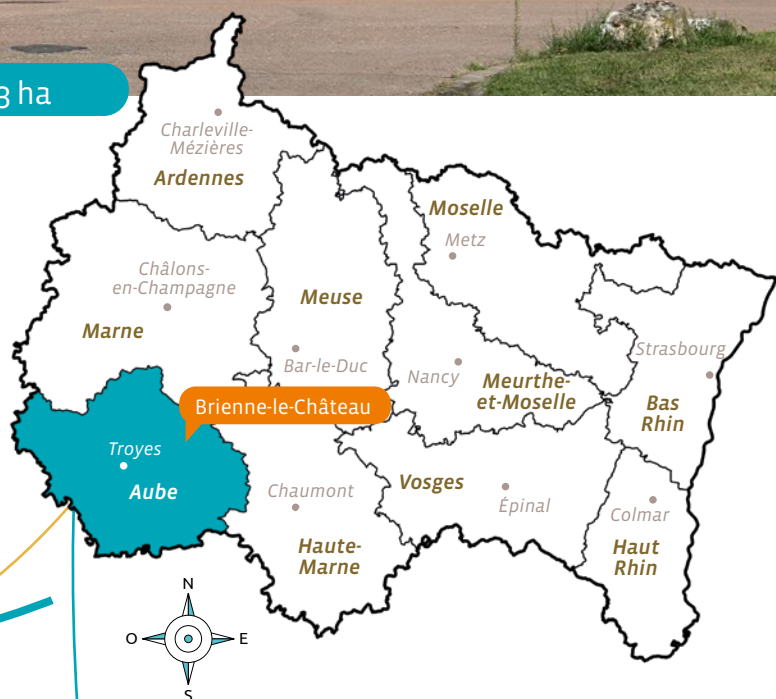 3 ha
Charleville-
Mézières
Ardennes
Moselle
Metz
Châlons-
en-Champagne
Meuse
Marne
Strasbourg
Bar-le-Duc
Nancy
Meurthe-
et-Moselle
Brienne-le-Château
Bas
Rhin
Troyes
Aube
Chaumont
Vosges
Épinal
Colmar
Haute-
Marne
Haut
Rhin
N
O
E
S